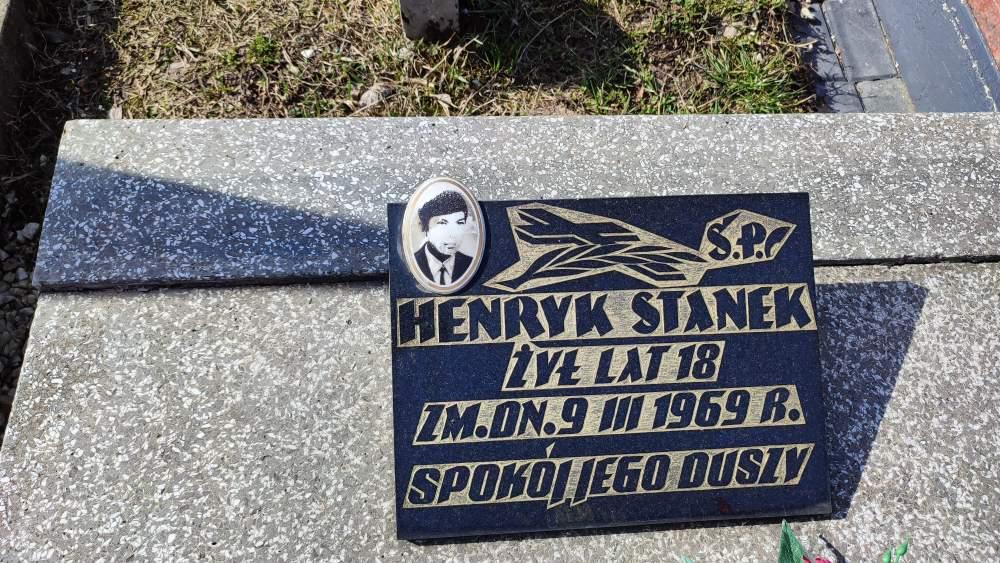 Ś.P.
HENRYK STANEK
ŻYŁ LAT 18
ZM.DN.9 III 1969 R.
SPOKÓJ JEGO DUSZY